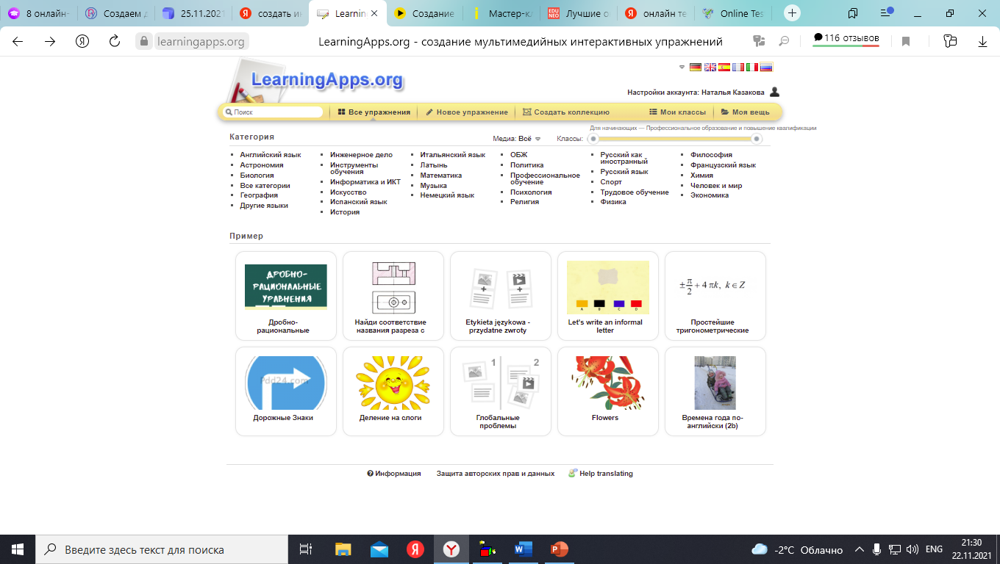 8 онлайн-
Создаем д
25.11.2021
создать ин
Learnin
Создание
Мастер-кл
Лучшие о
онлайн те
Online Tes
learningapps.org
LearningApps.org - создание мультимедийных интерактивных упражнений
116 отзывов
LearningApps.org
Настройки аккаунта: Наталья Казакова
Поиск
Все упражнения
Новое упражнение
Создать коллекцию
Мои классы
Моя вещь
Для начинающих — Профессиональное образование и повышение квалификации
Категория
Медиа: Всё
Классы:
Английский язык
Астрономия
Биология
Все категории
География
Другие языки
Инженерное дело
Инструменты
обучения
Информатика и ИКТ
Искусство
Испанский язык
История
Итальянский язык
Латынь
Математика
Музыка
Немецкий язык
ОБЖ
Политика
Профессиональное
обучение
Психология
Религия
Русский как
иностранный
Русский язык
Спорт
Трудовое обучение
Физика
Философия
Французский язык
Химия
Человек и мир
Экономика
Пример
ДРОБНО-
РАЦИОНАЛЬНЫЕ
УРАВНЕНИЯ
Дробно-
рациональные
Найди соответствие
названия разреза с
Etykieta językowa -
przydatne zwroty
A B C D
Let's write an informal
letter
±π/2 + 4 πk, k ∈ Z
Простейшие
тригонометрические
Pdd24.com
Дорожные Знаки
Деление на слоги
1 2
Глобальные
проблемы
Flowers
Времена года по-
английски (2b)
Информация
Защита авторских прав и данных
Help translating
Введите здесь текст для поиска
-2°C Облачно
ENG
21:30
22.11.2021